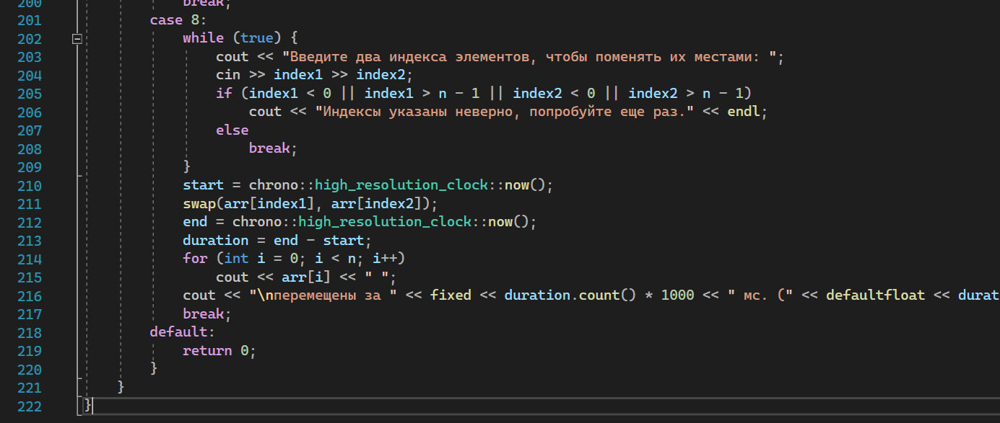 200 break;
201 case 8:
202 while (true) {
203 cout << "Введите два индекса элементов, чтобы поменять их местами: ";
204 cin >> index1 >> index2;
205 if (index1 < 0 || index1 > n - 1 || index2 < 0 || index2 > n - 1)
206 cout << "Индексы указаны неверно, попробуйте еще раз." << endl;
207 else
208 break;
209 }
210 start = chrono::high_resolution_clock::now();
211 swap(arr[index1], arr[index2]);
212 end = chrono::high_resolution_clock::now();
213 duration = end - start;
214 for (int i = 0; i < n; i++)
215 cout << arr[i] << " ";
216 cout << "\nперемещены за " << fixed << duration.count() * 1000 << " мс. (" << defaultfloat << durat
217 break;
218 default:
219 return 0;
220 }
221 }
222 }